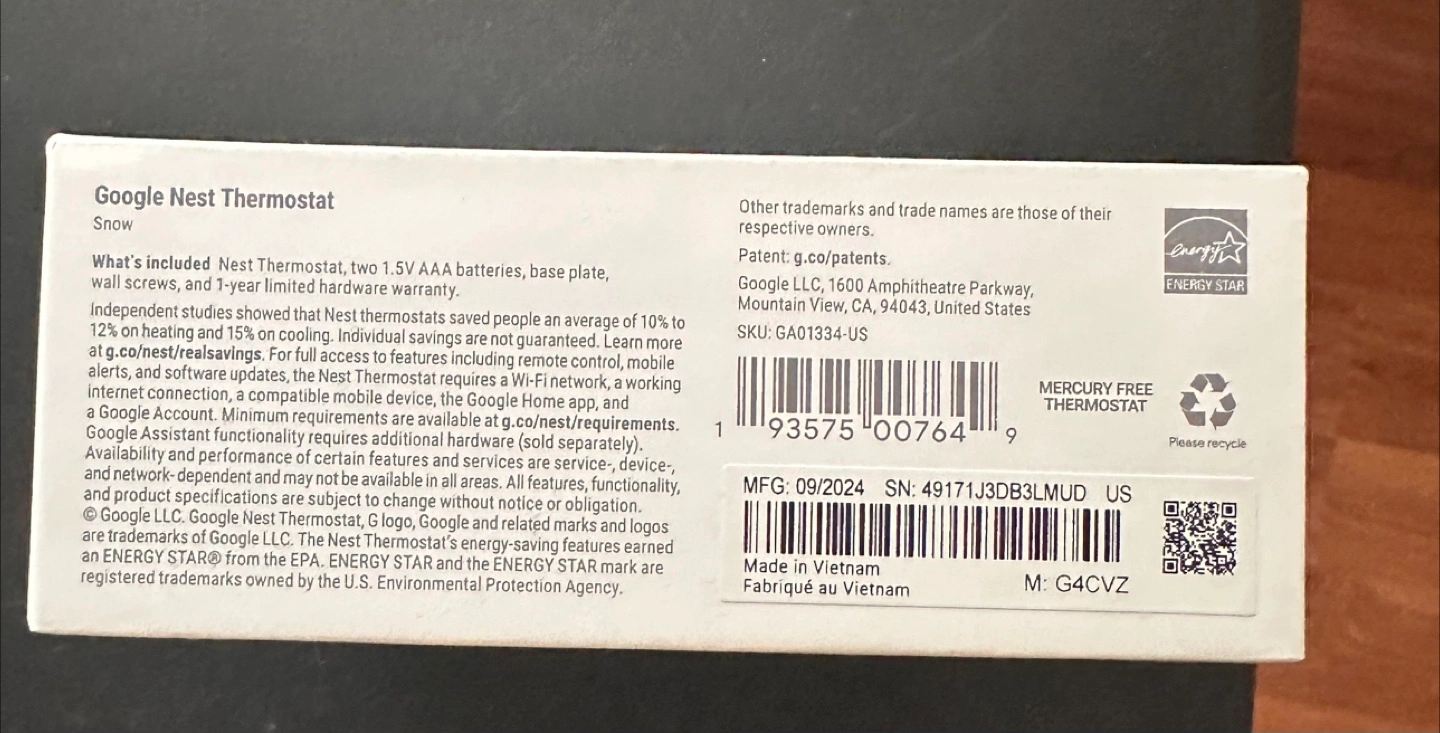 Google Nest Thermostat
Snow
What's included Nest Thermostat, two 1.5V AAA batteries, base plate,
wall screws, and 1-year limited hardware warranty.
Independent studies showed that Nest thermostats saved people an average of 10% to
12% on heating and 15% on cooling. Individual savings are not guaranteed. Learn more
at g.co/nest/realsavings. For full access to features including remote control, mobile
alerts, and software updates, the Nest Thermostat requires a Wi-Fi network, a working
internet connection, a compatible mobile device, the Google Home app, and
a Google Account. Minimum requirements are available at g.co/nest/requirements.
Google Assistant functionality requires additional hardware (sold separately).
Availability and performance of certain features and services are service-, device-,
and network-dependent and may not be available in all areas. All features, functionality,
and product specifications are subject to change without notice or obligation.
© Google LLC. Google Nest Thermostat, G logo, Google and related marks and logos
are trademarks of Google LLC. The Nest Thermostat's energy-saving features earned
an ENERGY STAR® from the EPA. ENERGY STAR and the ENERGY STAR mark are
registered trademarks owned by the U.S. Environmental Protection Agency.
Other trademarks and trade names are those of their
respective owners.
Patent: g.co/patents.
Google LLC, 1600 Amphitheatre Parkway,
Mountain View, CA, 94043, United States
SKU: GA01334-US
1 93575 00764 9
energy
ENERGY STAR
MERCURY FREE
THERMOSTAT
Please recycle
MFG: 09/2024 SN: 49171J3DB3LMUD US
Made in Vietnam
Fabriqué au Vietnam
M: G4CVZ